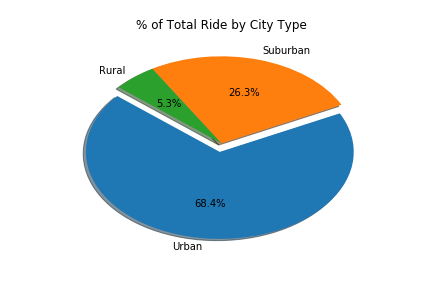 % of Total Ride by City Type
Suburban
Rural
26.3%
5.3%
68.4%
Urban